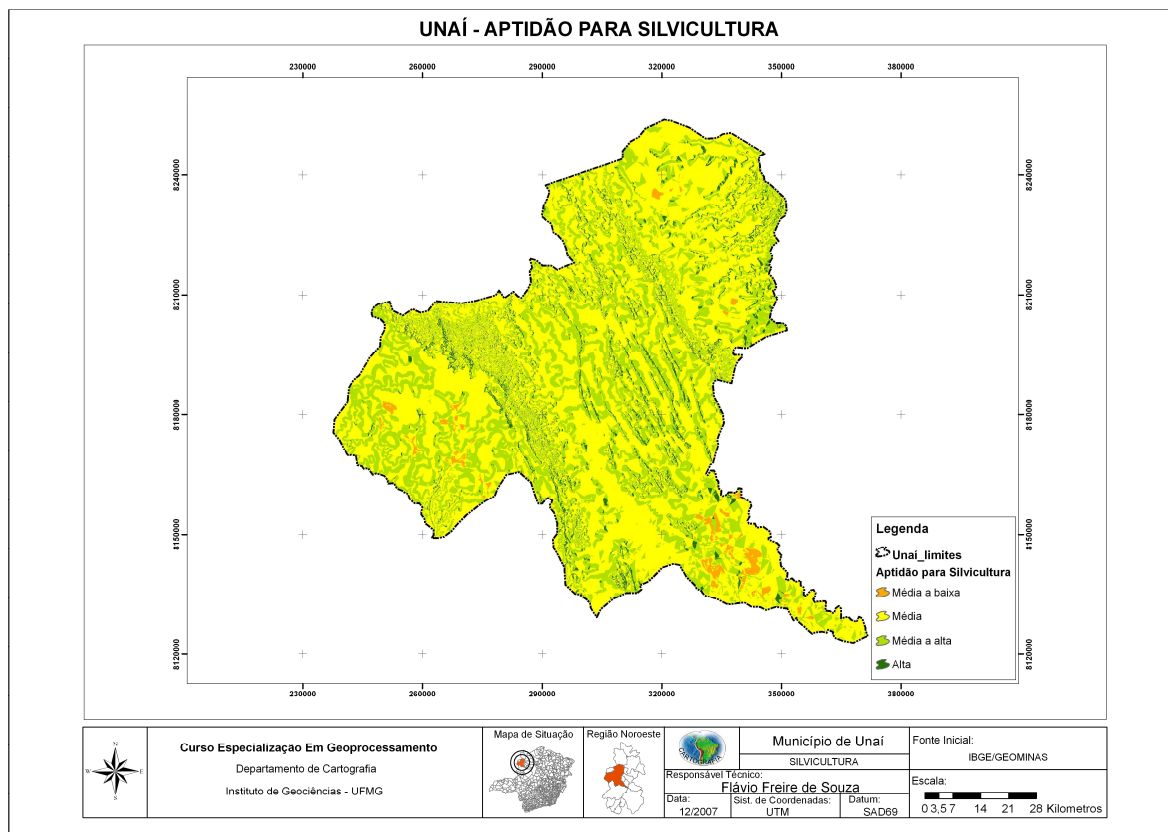 UNAÍ - APTIDÃO PARA SILVICULTURA
230000 260000 290000 320000 350000 380000
8240000 8240000
8210000 8210000
8180000 8180000
8150000 8150000
8120000 8120000
Legenda
Unaí_limites
Aptidão para Silvicultura
Média a baixa
Média
Média a alta
Alta
230000 260000 290000 320000 350000 380000
N
W E
S
Curso Especialização Em Geoprocessamento
Departamento de Cartografia
Instituto de Geociências - UFMG
Mapa de Situação
Região Noroeste
CARTOGRAFIA
Município de Unaí
SILVICULTURA
Responsável Técnico:
Flávio Freire de Souza
Data:
12/2007
Sist. de Coordenadas:
UTM
Datum:
SAD69
Fonte Inicial:
IBGE/GEOMINAS
Escala:
0 3,5 7 14 21 28 Kilometros